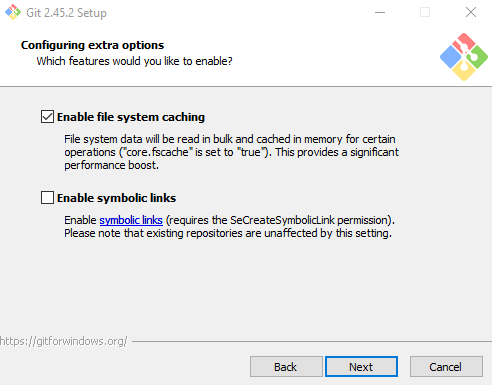 Git 2.45.2 Setup
Configuring extra options
Which features would you like to enable?
Enable file system caching
File system data will be read in bulk and cached in memory for certain
operations ("core.fscache" is set to "true"). This provides a significant
performance boost.
Enable symbolic links
Enable symbolic links (requires the SeCreateSymbolicLink permission).
Please note that existing repositories are unaffected by this setting.
https://gitforwindows.org/
Back Next Cancel